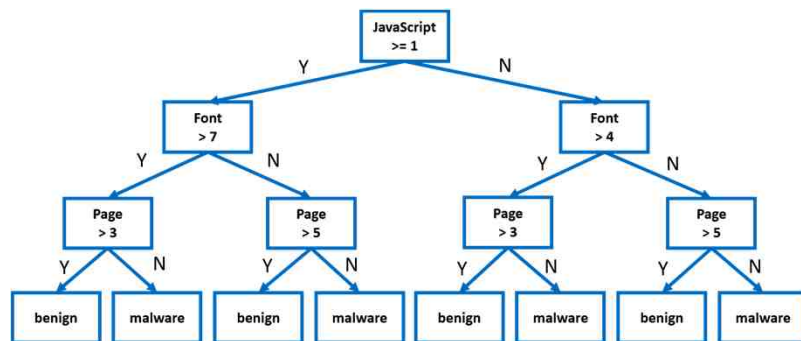 JavaScript
>= 1
Y
N
Font
> 7
Font
> 4
Y
N
Y
N
Page
> 3
Page
> 5
Page
> 3
Page
> 5
Y
N
Y
N
Y
N
Y
N
benign
malware
benign
malware
benign
malware
benign
malware